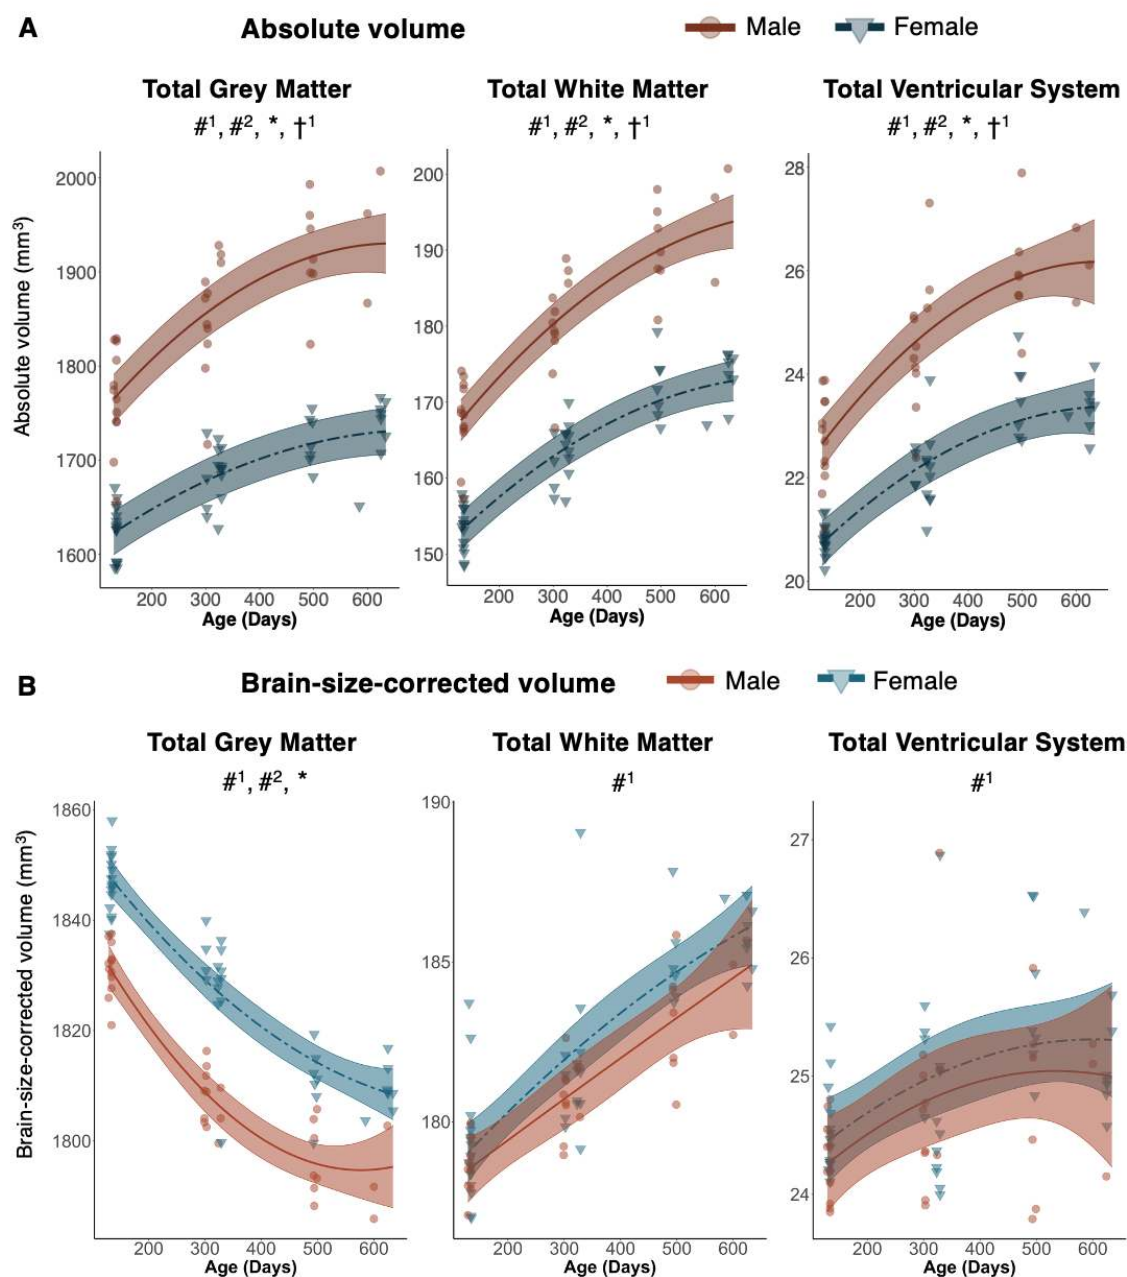 A
Absolute volume
Male
Female
Total Grey Matter
Total White Matter
Total Ventricular System
#¹, #², *, †¹
#¹, #², *, †¹
#¹, #², *, †¹
Absolute volume (mm³)
2000
1900
1800
1700
1600
200 300 400 500 600
Age (Days)
200
190
180
170
160
150
200 300 400 500 600
Age (Days)
28
26
24
22
20
200 300 400 500 600
Age (Days)
B
Brain-size-corrected volume
Male
Female
Total Grey Matter
Total White Matter
Total Ventricular System
#¹, #², *
#¹
#¹
Brain-size-corrected volume (mm³)
1860
1840
1820
1800
200 300 400 500 600
Age (Days)
190
185
180
200 300 400 500 600
Age (Days)
27
26
25
24
200 300 400 500 600
Age (Days)